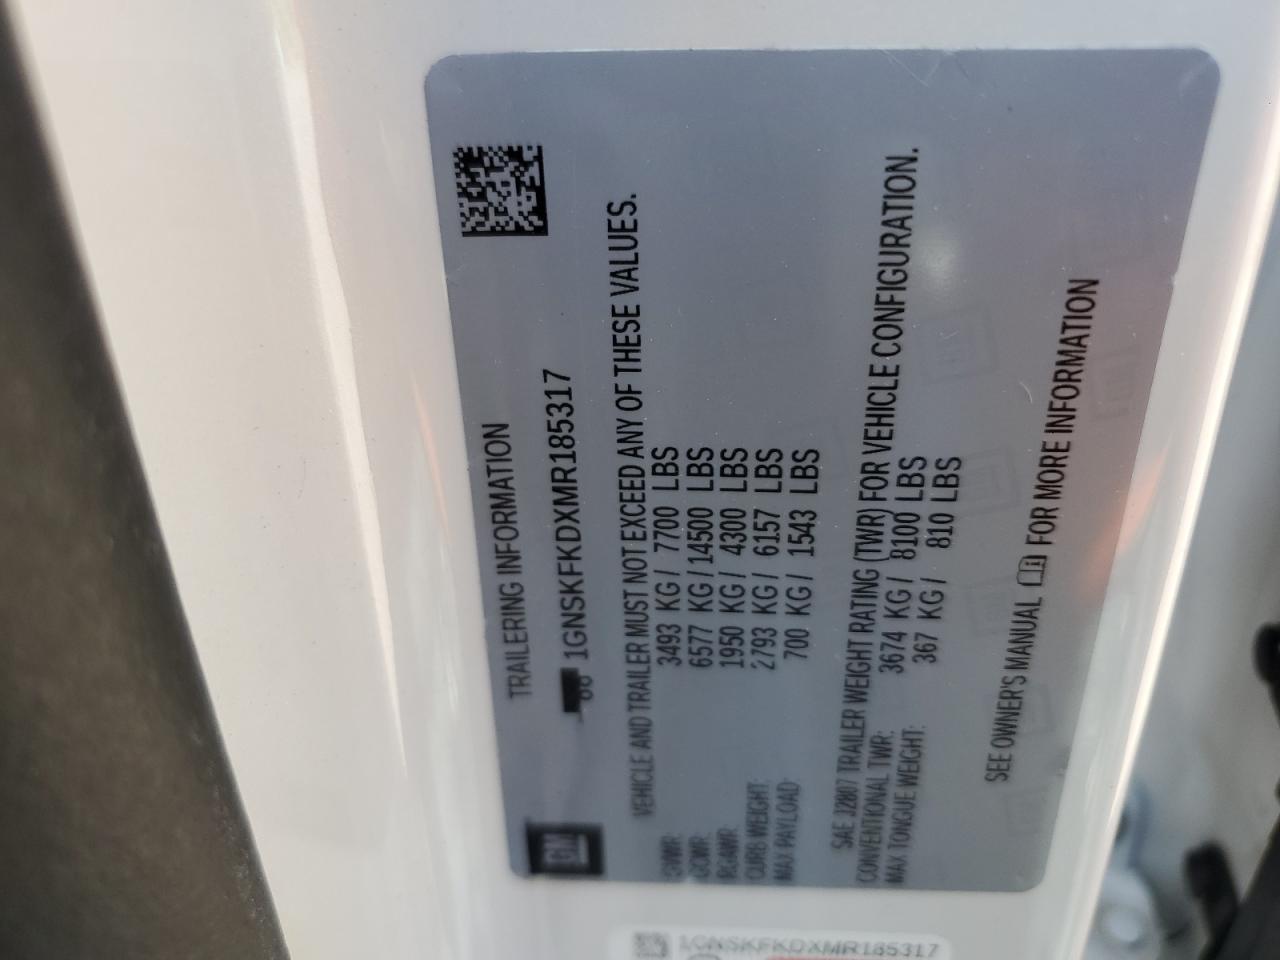 TRAILERING INFORMATION
1GNSKFKDXMR185317
VEHICLE AND TRAILER MUST NOT EXCEED ANY OF THESE VALUES.
GVWR: 3493 KG / 7700 LBS
GCWR: 6577 KG / 14500 LBS
RGAWR: 1950 KG / 4300 LBS
CURB WEIGHT: 2793 KG / 6157 LBS
MAX PAYLOAD: 700 KG / 1543 LBS
SAE J2807 TRAILER WEIGHT RATING (TWR) FOR VEHICLE CONFIGURATION.
CONVENTIONAL TWR: 3674 KG / 8100 LBS
MAX TONGUE WEIGHT: 367 KG / 810 LBS
SEE OWNER'S MANUAL FOR MORE INFORMATION
GM
1GNSKFKDXMR185317